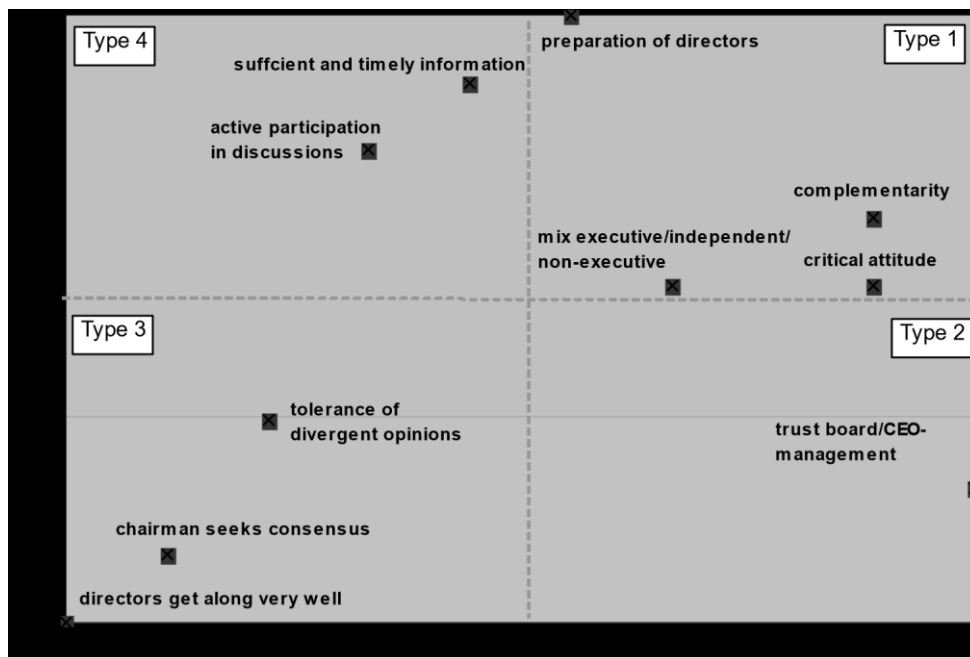 Type 4
Type 1
preparation of directors
suffcient and timely information
active participation
in discussions
complementarity
mix executive/independent/
non-executive
critical attitude
Type 3
Type 2
tolerance of
divergent opinions
trust board/CEO-
management
chairman seeks consensus
directors get along very well